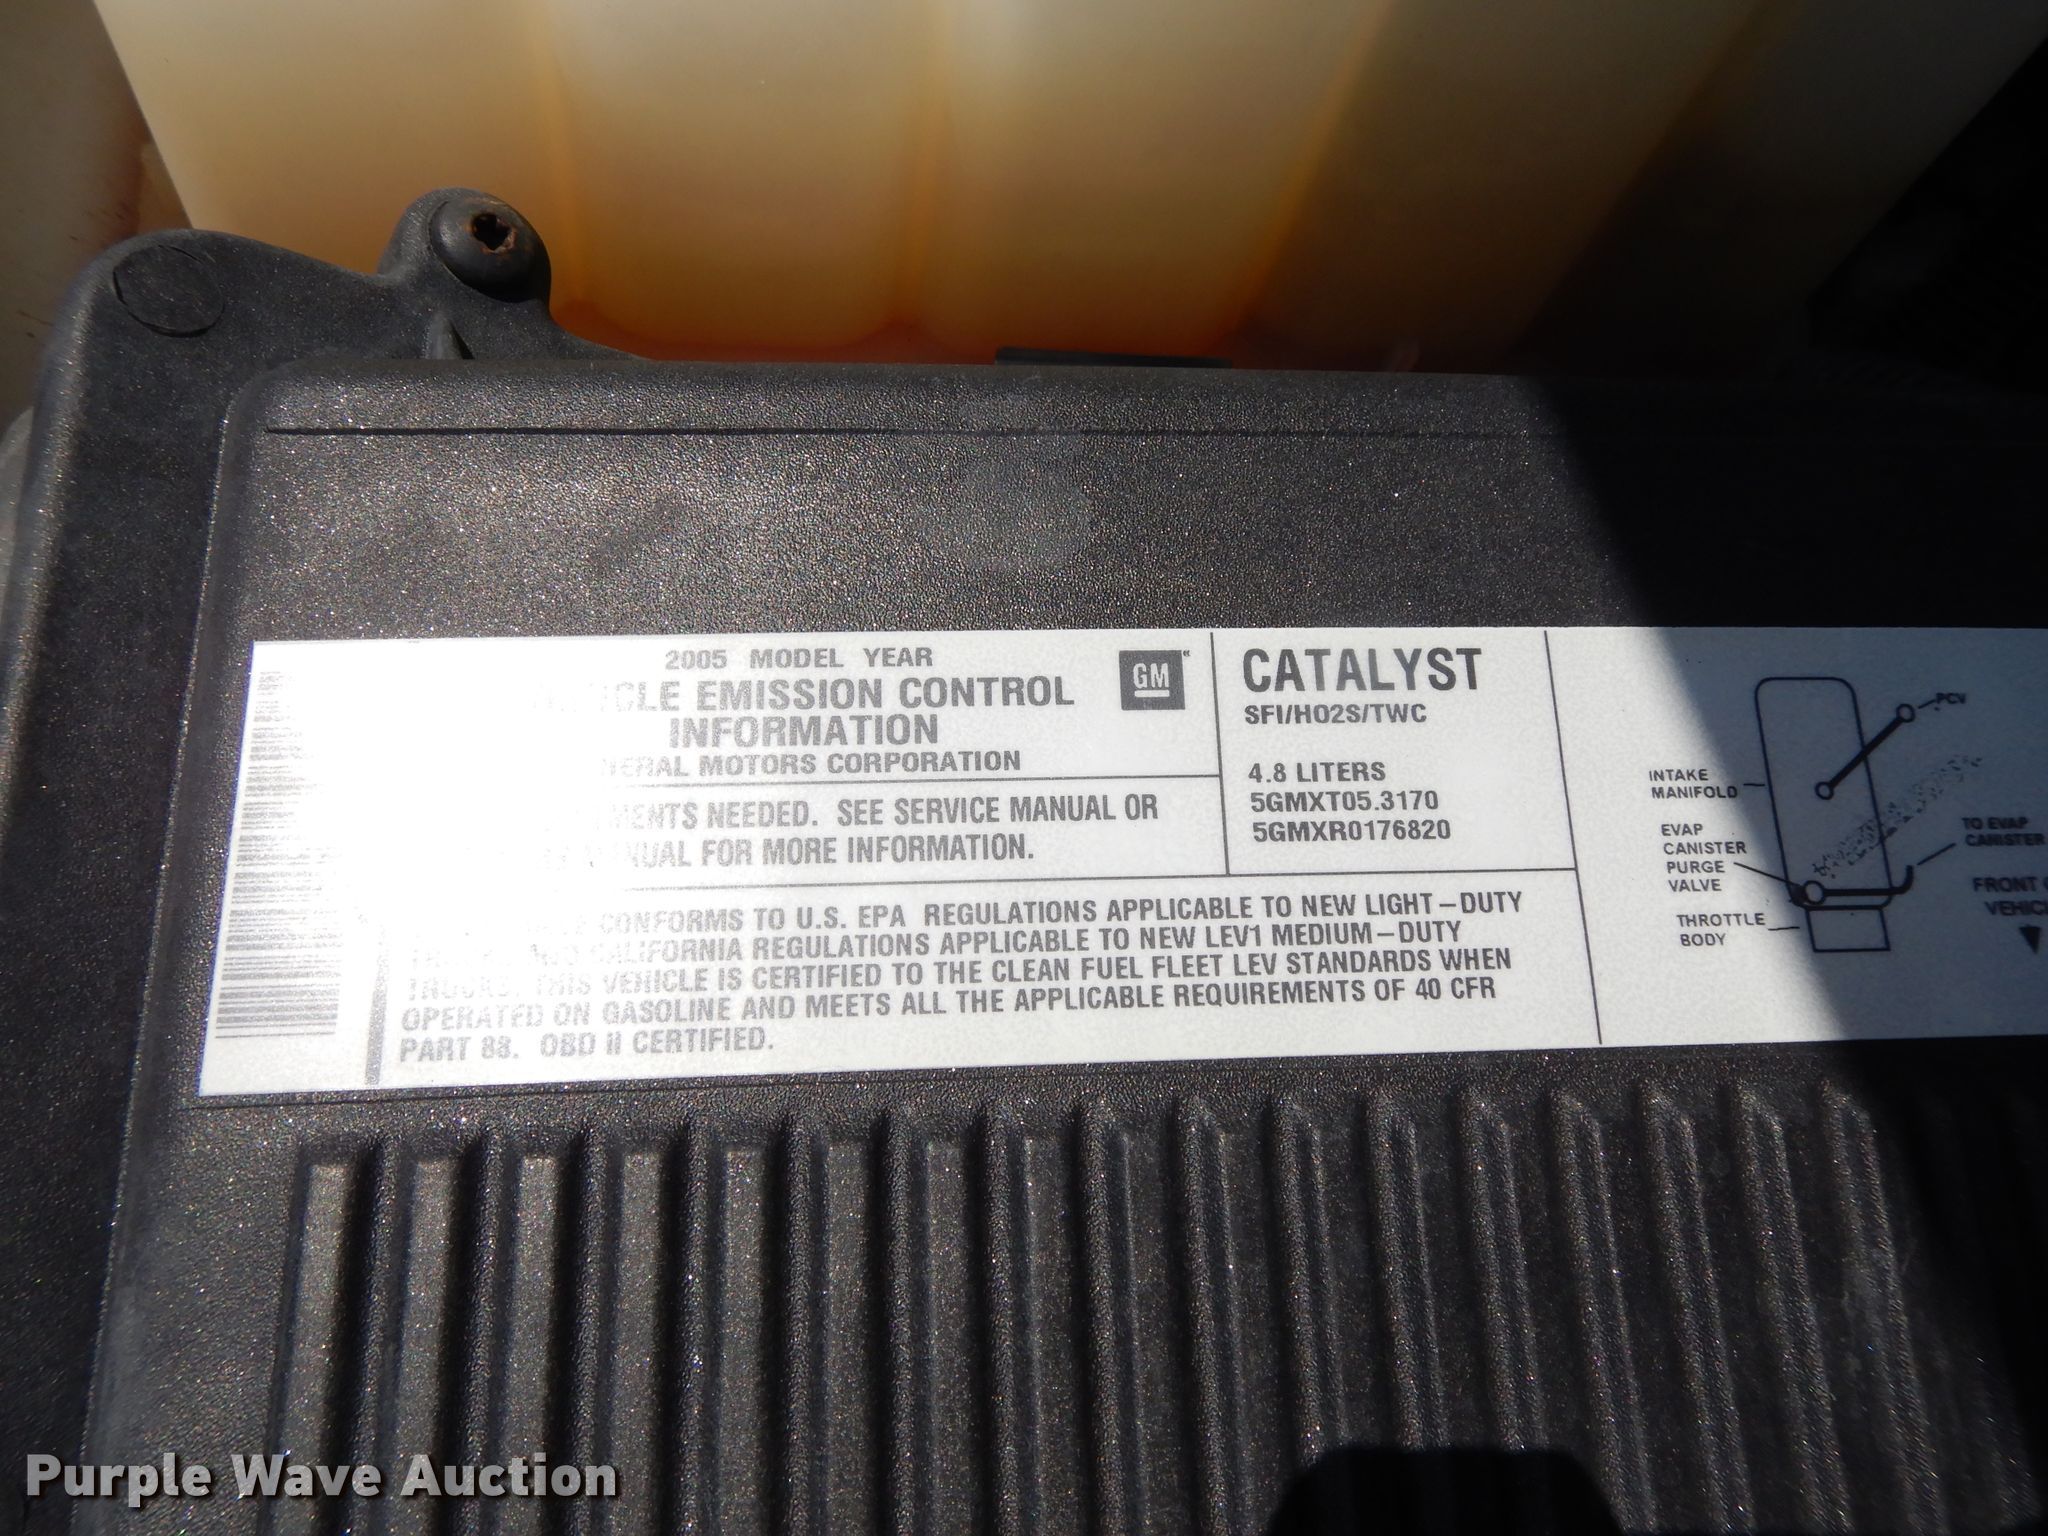 2005 MODEL YEAR
EMISSION CONTROL
INFORMATION
MOTORS CORPORATION
GM
NEEDED. SEE SERVICE MANUAL OR
FOR MORE INFORMATION.
CATALYST
SFI/HO2S/TWC
4.8 LITERS
5GMXT05.3170
5GMXR0176820
CONFORMS TO U.S. EPA REGULATIONS APPLICABLE TO NEW LIGHT-DUTY
CALIFORNIA REGULATIONS APPLICABLE TO NEW LEV1 MEDIUM-DUTY
TRUCKS. THIS VEHICLE IS CERTIFIED TO THE CLEAN FUEL FLEET LEV STANDARDS WHEN
OPERATED ON GASOLINE AND MEETS ALL THE APPLICABLE REQUIREMENTS OF 40 CFR
PART 88. OBD II CERTIFIED.
PCV
INTAKE
MANIFOLD
EVAP
CANISTER
PURGE
VALVE
THROTTLE
BODY
TO EVAP
CANISTER
FRONT
Purple Wave Auction